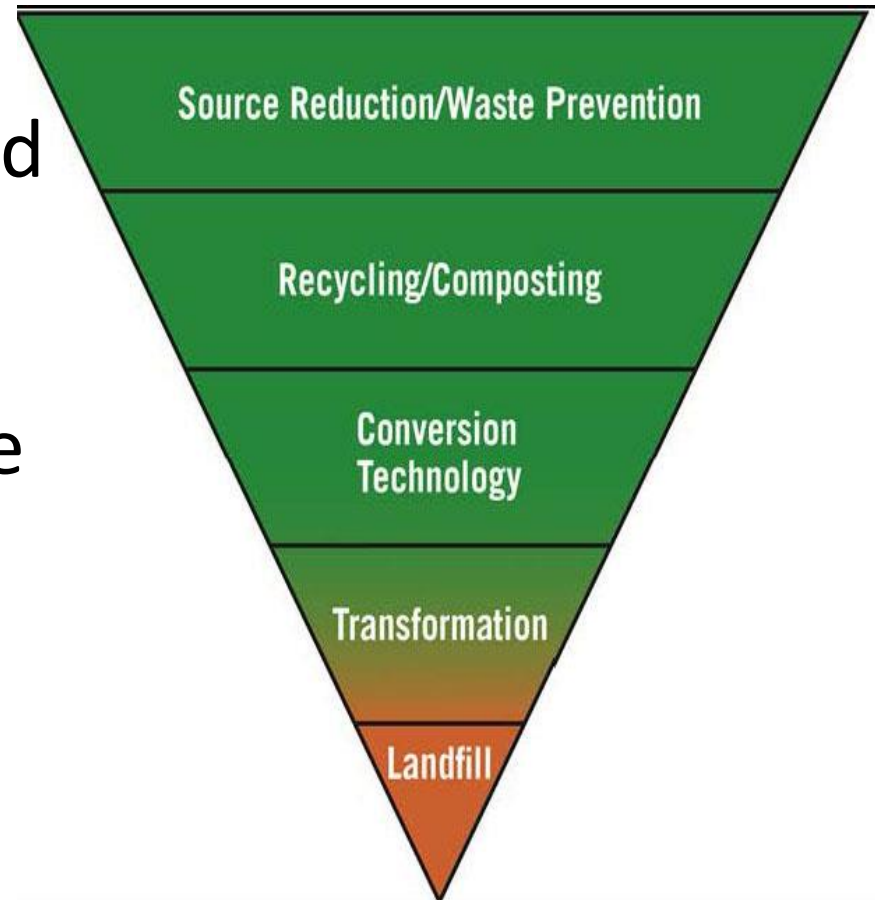 Source Reduction/Waste Prevention
d
Recycling/Composting
e
Conversion
Technology
Transformation
Landfill